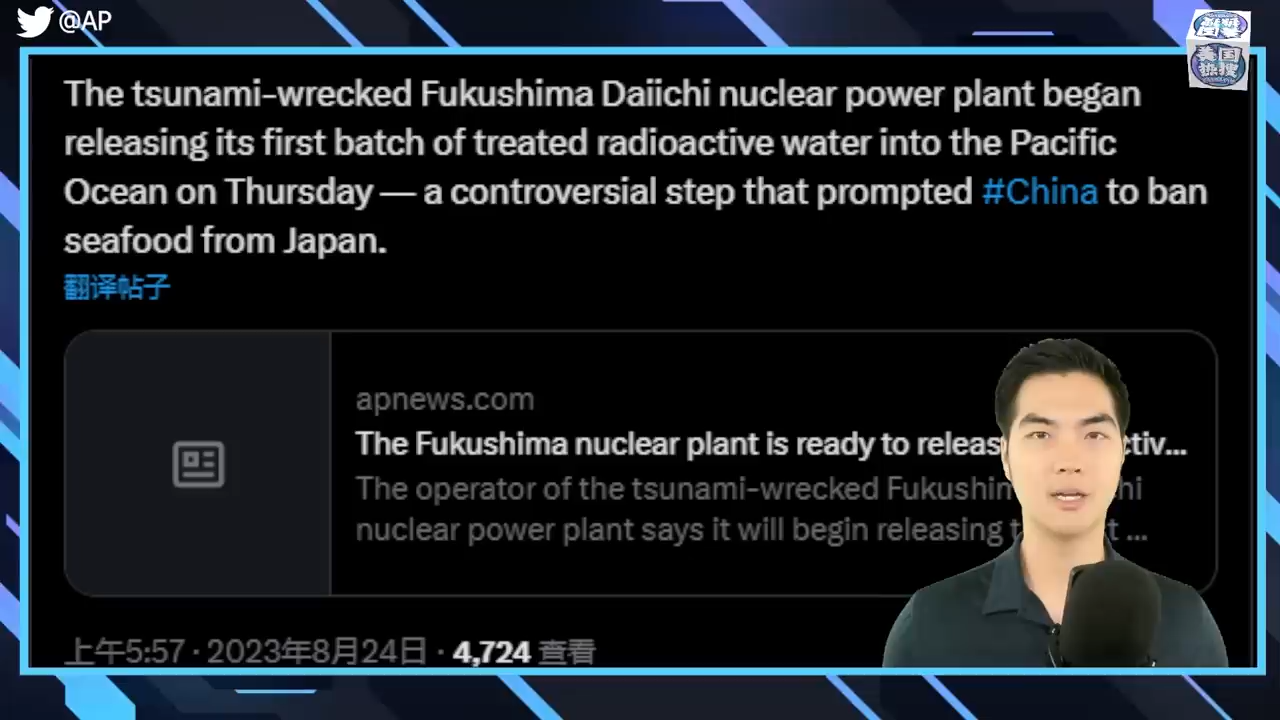 @AP
美国
热搜
The tsunami-wrecked Fukushima Daiichi nuclear power plant began
releasing its first batch of treated radioactive water into the Pacific
Ocean on Thursday — a controversial step that prompted #China to ban
seafood from Japan.
翻译帖子
apnews.com
The Fukushima nuclear plant is ready to
The operator of the tsunami-wrecked
nuclear power plant says it will begin releasing
上午5:57 · 2023年8月24日 · 4,724 查看